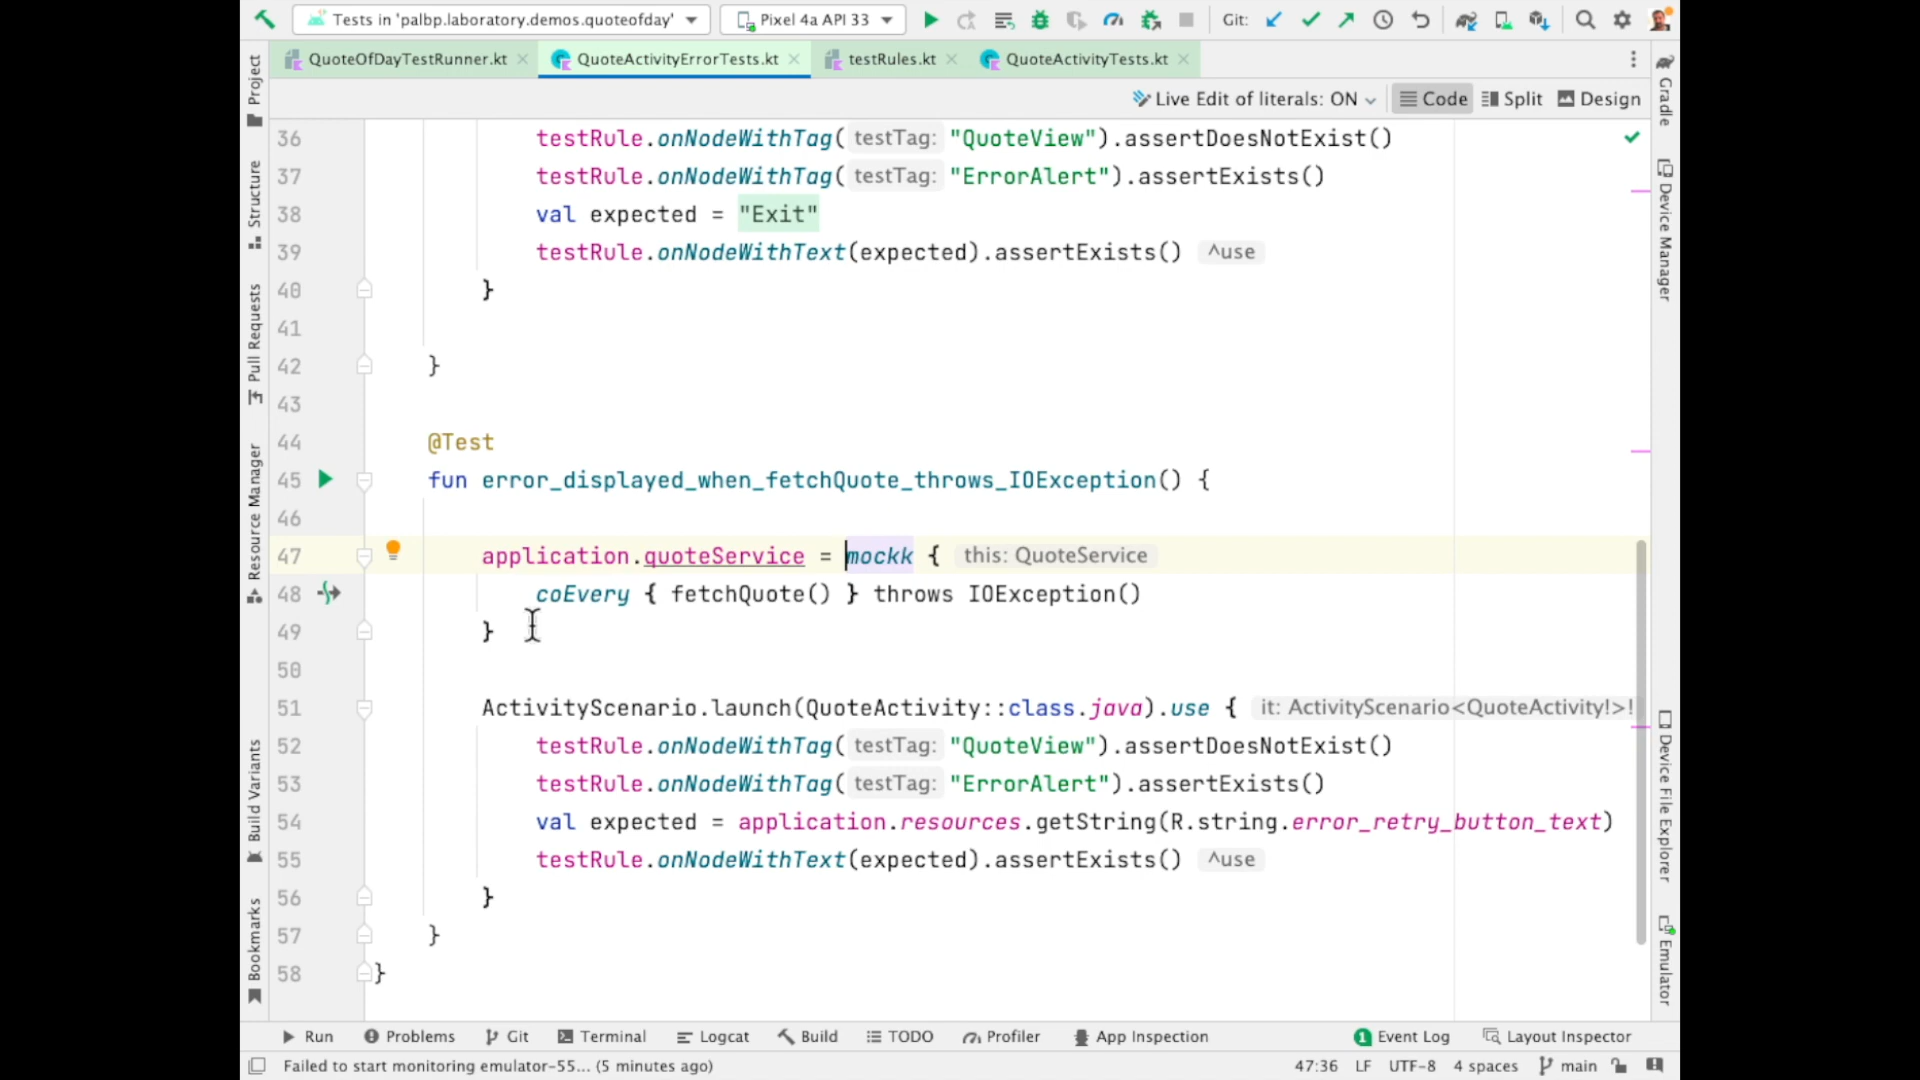 Tests in 'palbp.laboratory.demos.quoteofday'
Pixel 4a API 33
Git:
QuoteOfDayTestRunner.kt
QuoteActivityErrorTests.kt
testRules.kt
QuoteActivityTests.kt
Live Edit of literals: ON
Code
Split
Design
Project
Structure
Pull Requests
Resource Manager
Build Variants
Bookmarks
36 testRule.onNodeWithTag( testTag: "QuoteView").assertDoesNotExist()
37 testRule.onNodeWithTag( testTag: "ErrorAlert").assertExists()
38 val expected = "Exit"
39 testRule.onNodeWithText(expected).assertExists() ^use
40 }
41
42 }
43
44 @Test
45 fun error_displayed_when_fetchQuote_throws_IOException() {
46
47 application.quoteService = mockk { this: QuoteService
48 coEvery { fetchQuote() } throws IOException()
49 }
50
51 ActivityScenario.launch(QuoteActivity::class.java).use { it: ActivityScenario<QuoteActivity!>!
52 testRule.onNodeWithTag( testTag: "QuoteView").assertDoesNotExist()
53 testRule.onNodeWithTag( testTag: "ErrorAlert").assertExists()
54 val expected = application.resources.getString(R.string.error_retry_button_text)
55 testRule.onNodeWithText(expected).assertExists() ^use
56 }
57 }
58 }
Gradle
Device Manager
Device File Explorer
Emulator
Run
Problems
Git
Terminal
Logcat
Build
TODO
Profiler
App Inspection
1 Event Log
Layout Inspector
Failed to start monitoring emulator-55... (5 minutes ago)
47:36 LF UTF-8 4 spaces main